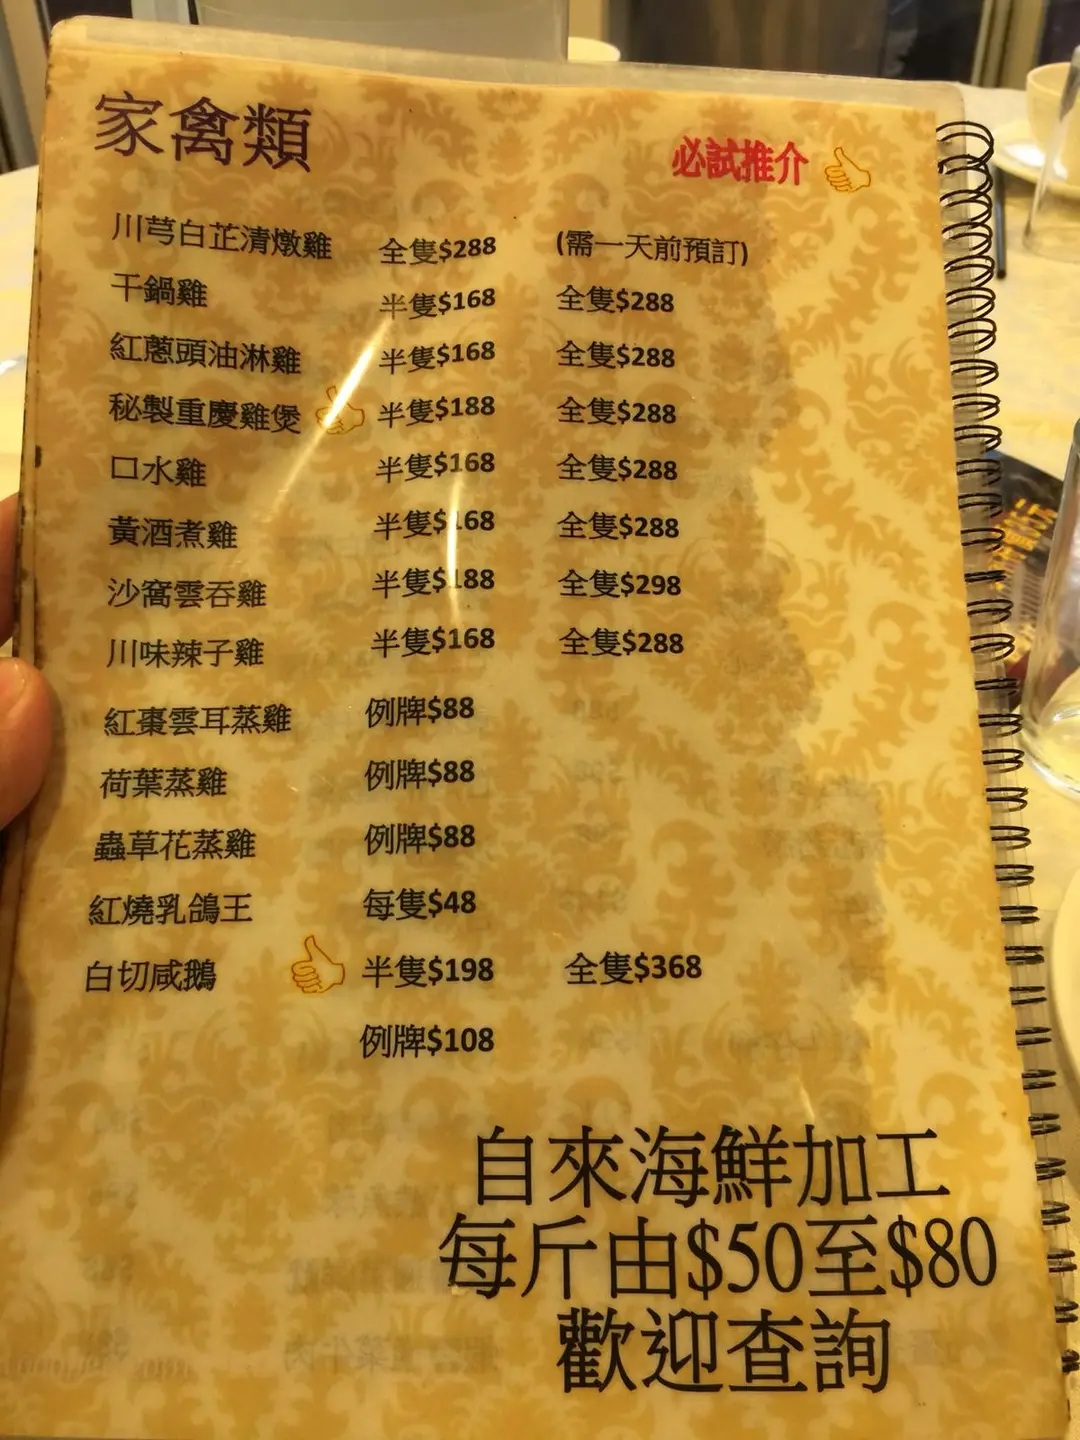 家禽類
必試推介
川芎白芷清燉雞 全隻$288 (需一天前預訂)
干鍋雞 半隻$168 全隻$288
紅蔥頭油淋雞 半隻$168 全隻$288
秘製重慶雞煲 半隻$188 全隻$288
口水雞 半隻$168 全隻$288
黃酒煮雞 半隻$168 全隻$288
沙窩雲吞雞 半隻$188 全隻$298
川味辣子雞 半隻$168 全隻$288
紅棗雲耳蒸雞 例牌$88
荷葉蒸雞 例牌$88
蟲草花蒸雞 例牌$88
紅燒乳鴿王 每隻$48
白切咸鵝 半隻$198 全隻$368
例牌$108
自來海鮮加工
每斤由$50至$80
歡迎查詢